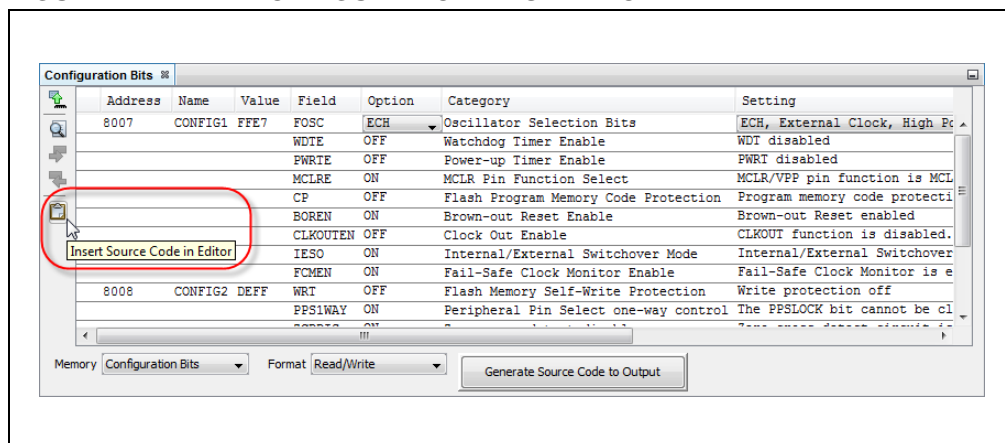 Configuration Bits
Address Name Value Field Option Category Setting
8007 CONFIG1 FFE7 FOSC ECH Oscillator Selection Bits ECH, External Clock, High Po
WDTE OFF Watchdog Timer Enable WDT disabled
PWRTE OFF Power-up Timer Enable PWRT disabled
MCLRE ON MCLR Pin Function Select MCLR/VPP pin function is MCL
CP OFF Flash Program Memory Code Protection Program memory code protecti
BOREN ON Brown-out Reset Enable Brown-out Reset enabled
CLKOUTEN OFF Clock Out Enable CLKOUT function is disabled.
IESO ON Internal/External Switchover Mode Internal/External Switchover
Insert Source Code in Editor
FCMEN ON Fail-Safe Clock Monitor Enable Fail-Safe Clock Monitor is e
8008 CONFIG2 DEFF WRT OFF Flash Memory Self-Write Protection Write protection off
PPS1WAY ON Peripheral Pin Select one-way control The PPSLOCK bit cannot be cl
Memory Configuration Bits Format Read/Write Generate Source Code to Output